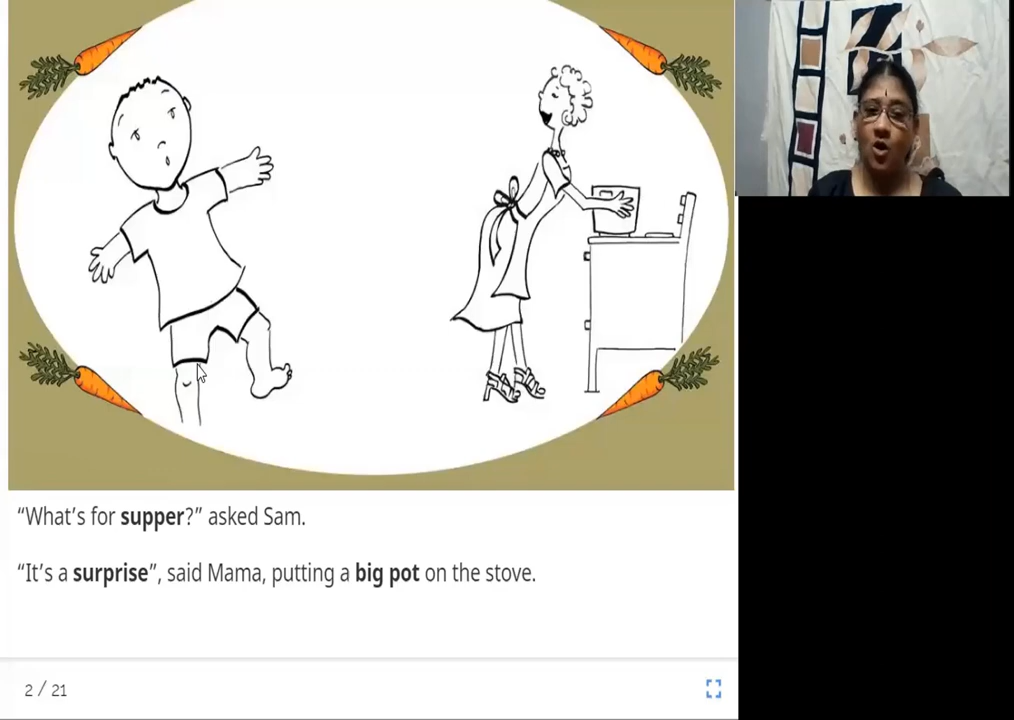 “What’s for supper?” asked Sam.
“It’s a surprise”, said Mama, putting a big pot on the stove.
2 / 21